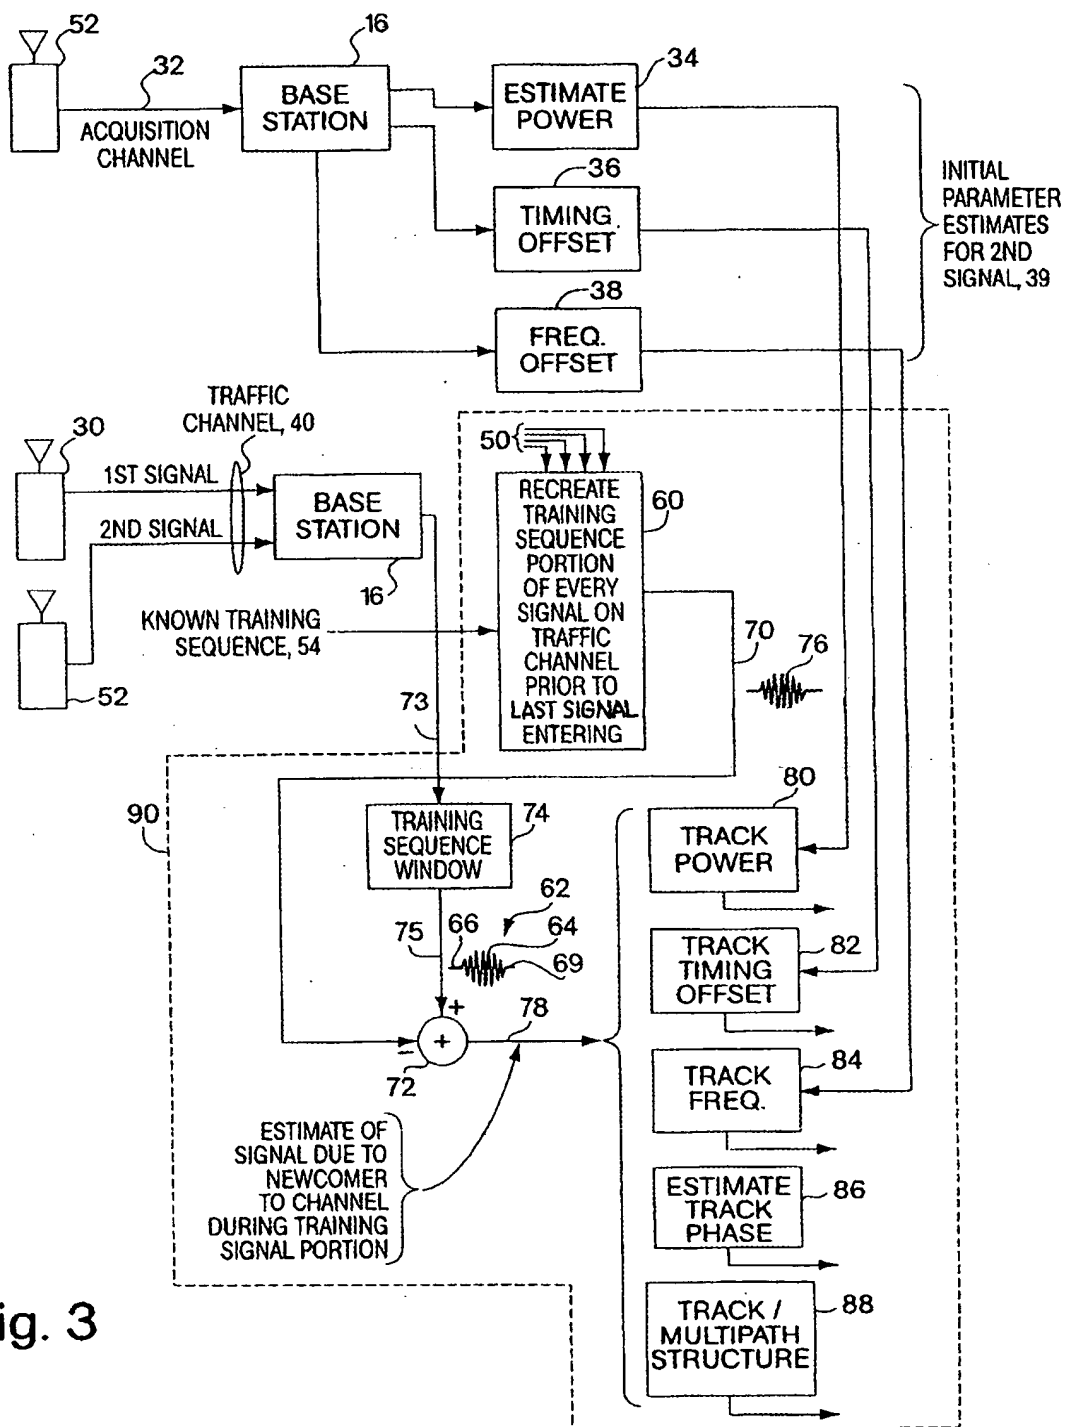 52
16
32
ACQUISITION
CHANNEL
BASE
STATION
ESTIMATE
POWER
34
36
TIMING
OFFSET
38
FREQ.
OFFSET
INITIAL
PARAMETER
ESTIMATES
FOR 2ND
SIGNAL, 39
TRAFFIC
CHANNEL, 40
30
1ST SIGNAL
2ND SIGNAL
BASE
STATION
16
52
KNOWN TRAINING
SEQUENCE, 54
50
RECREATE
TRAINING
SEQUENCE
PORTION
OF EVERY
SIGNAL ON
TRAFFIC
CHANNEL
PRIOR TO
LAST SIGNAL
ENTERING
60
70
76
73
90
TRAINING
SEQUENCE
WINDOW
74
75
66
62
64
69
+
+
−
72
78
ESTIMATE OF
SIGNAL DUE TO
NEWCOMER
TO CHANNEL
DURING TRAINING
SIGNAL PORTION
80
TRACK
POWER
TRACK
TIMING
OFFSET
82
TRACK
FREQ.
84
ESTIMATE
TRACK
PHASE
86
TRACK /
MULTIPATH
STRUCTURE
88
ig. 3